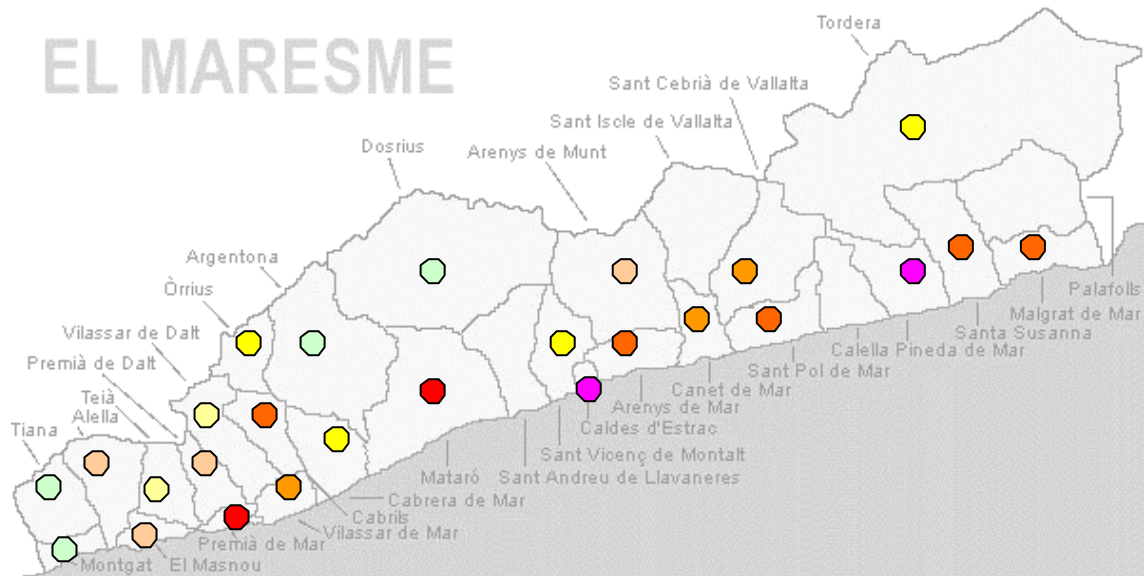 EL MARESME
Tordera
Sant Cebrià de Vallalta
Sant Iscle de Vallalta
Arenys de Munt
Dosrius
Argentona
Òrrius
Vilassar de Dalt
Premià de Dalt
Teià
Alella
Tiana
Palafolls
Malgrat de Mar
Santa Susanna
Calella Pineda de Mar
Sant Pol de Mar
Canet de Mar
Arenys de Mar
Caldes d'Estrac
Sant Vicenç de Montalt
Mataró Sant Andreu de Llavaneres
Cabrera de Mar
Cabrils
Vilassar de Mar
Premià de Mar
Montgat El Masnou